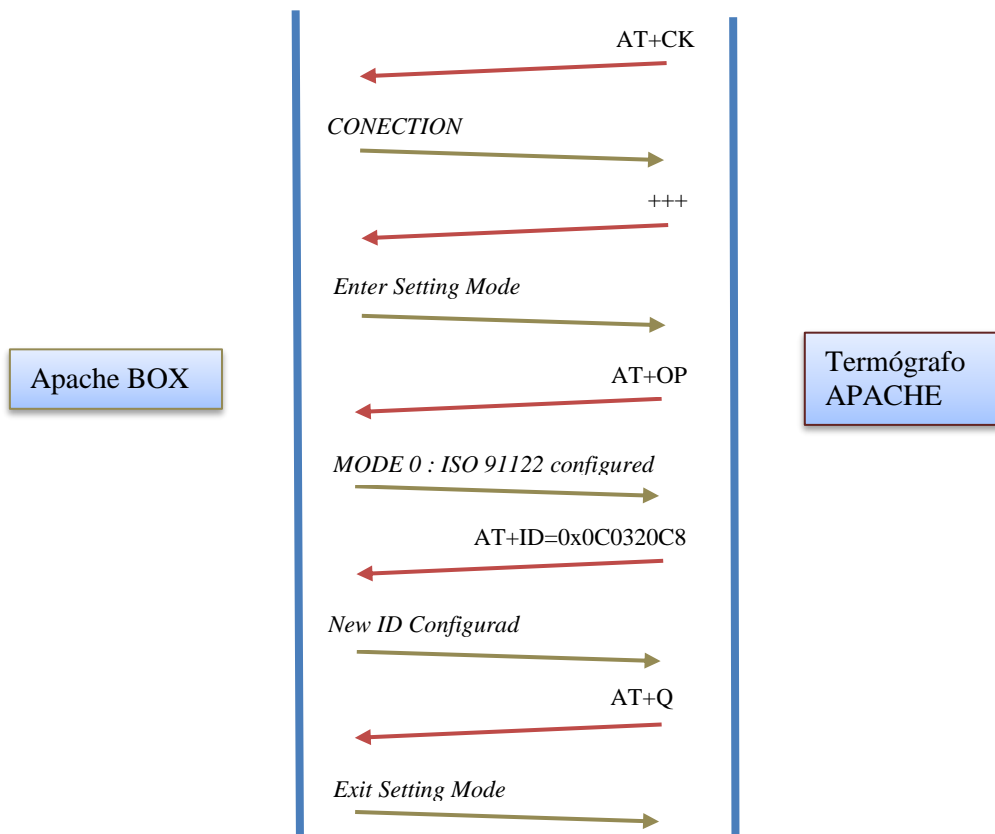 AT+CK
CONECTION
+++
Enter Setting Mode
Apache BOX
Termógrafo
APACHE
AT+OP
MODE 0 : ISO 91122 configured
AT+ID=0x0C0320C8
New ID Configurad
AT+Q
Exit Setting Mode